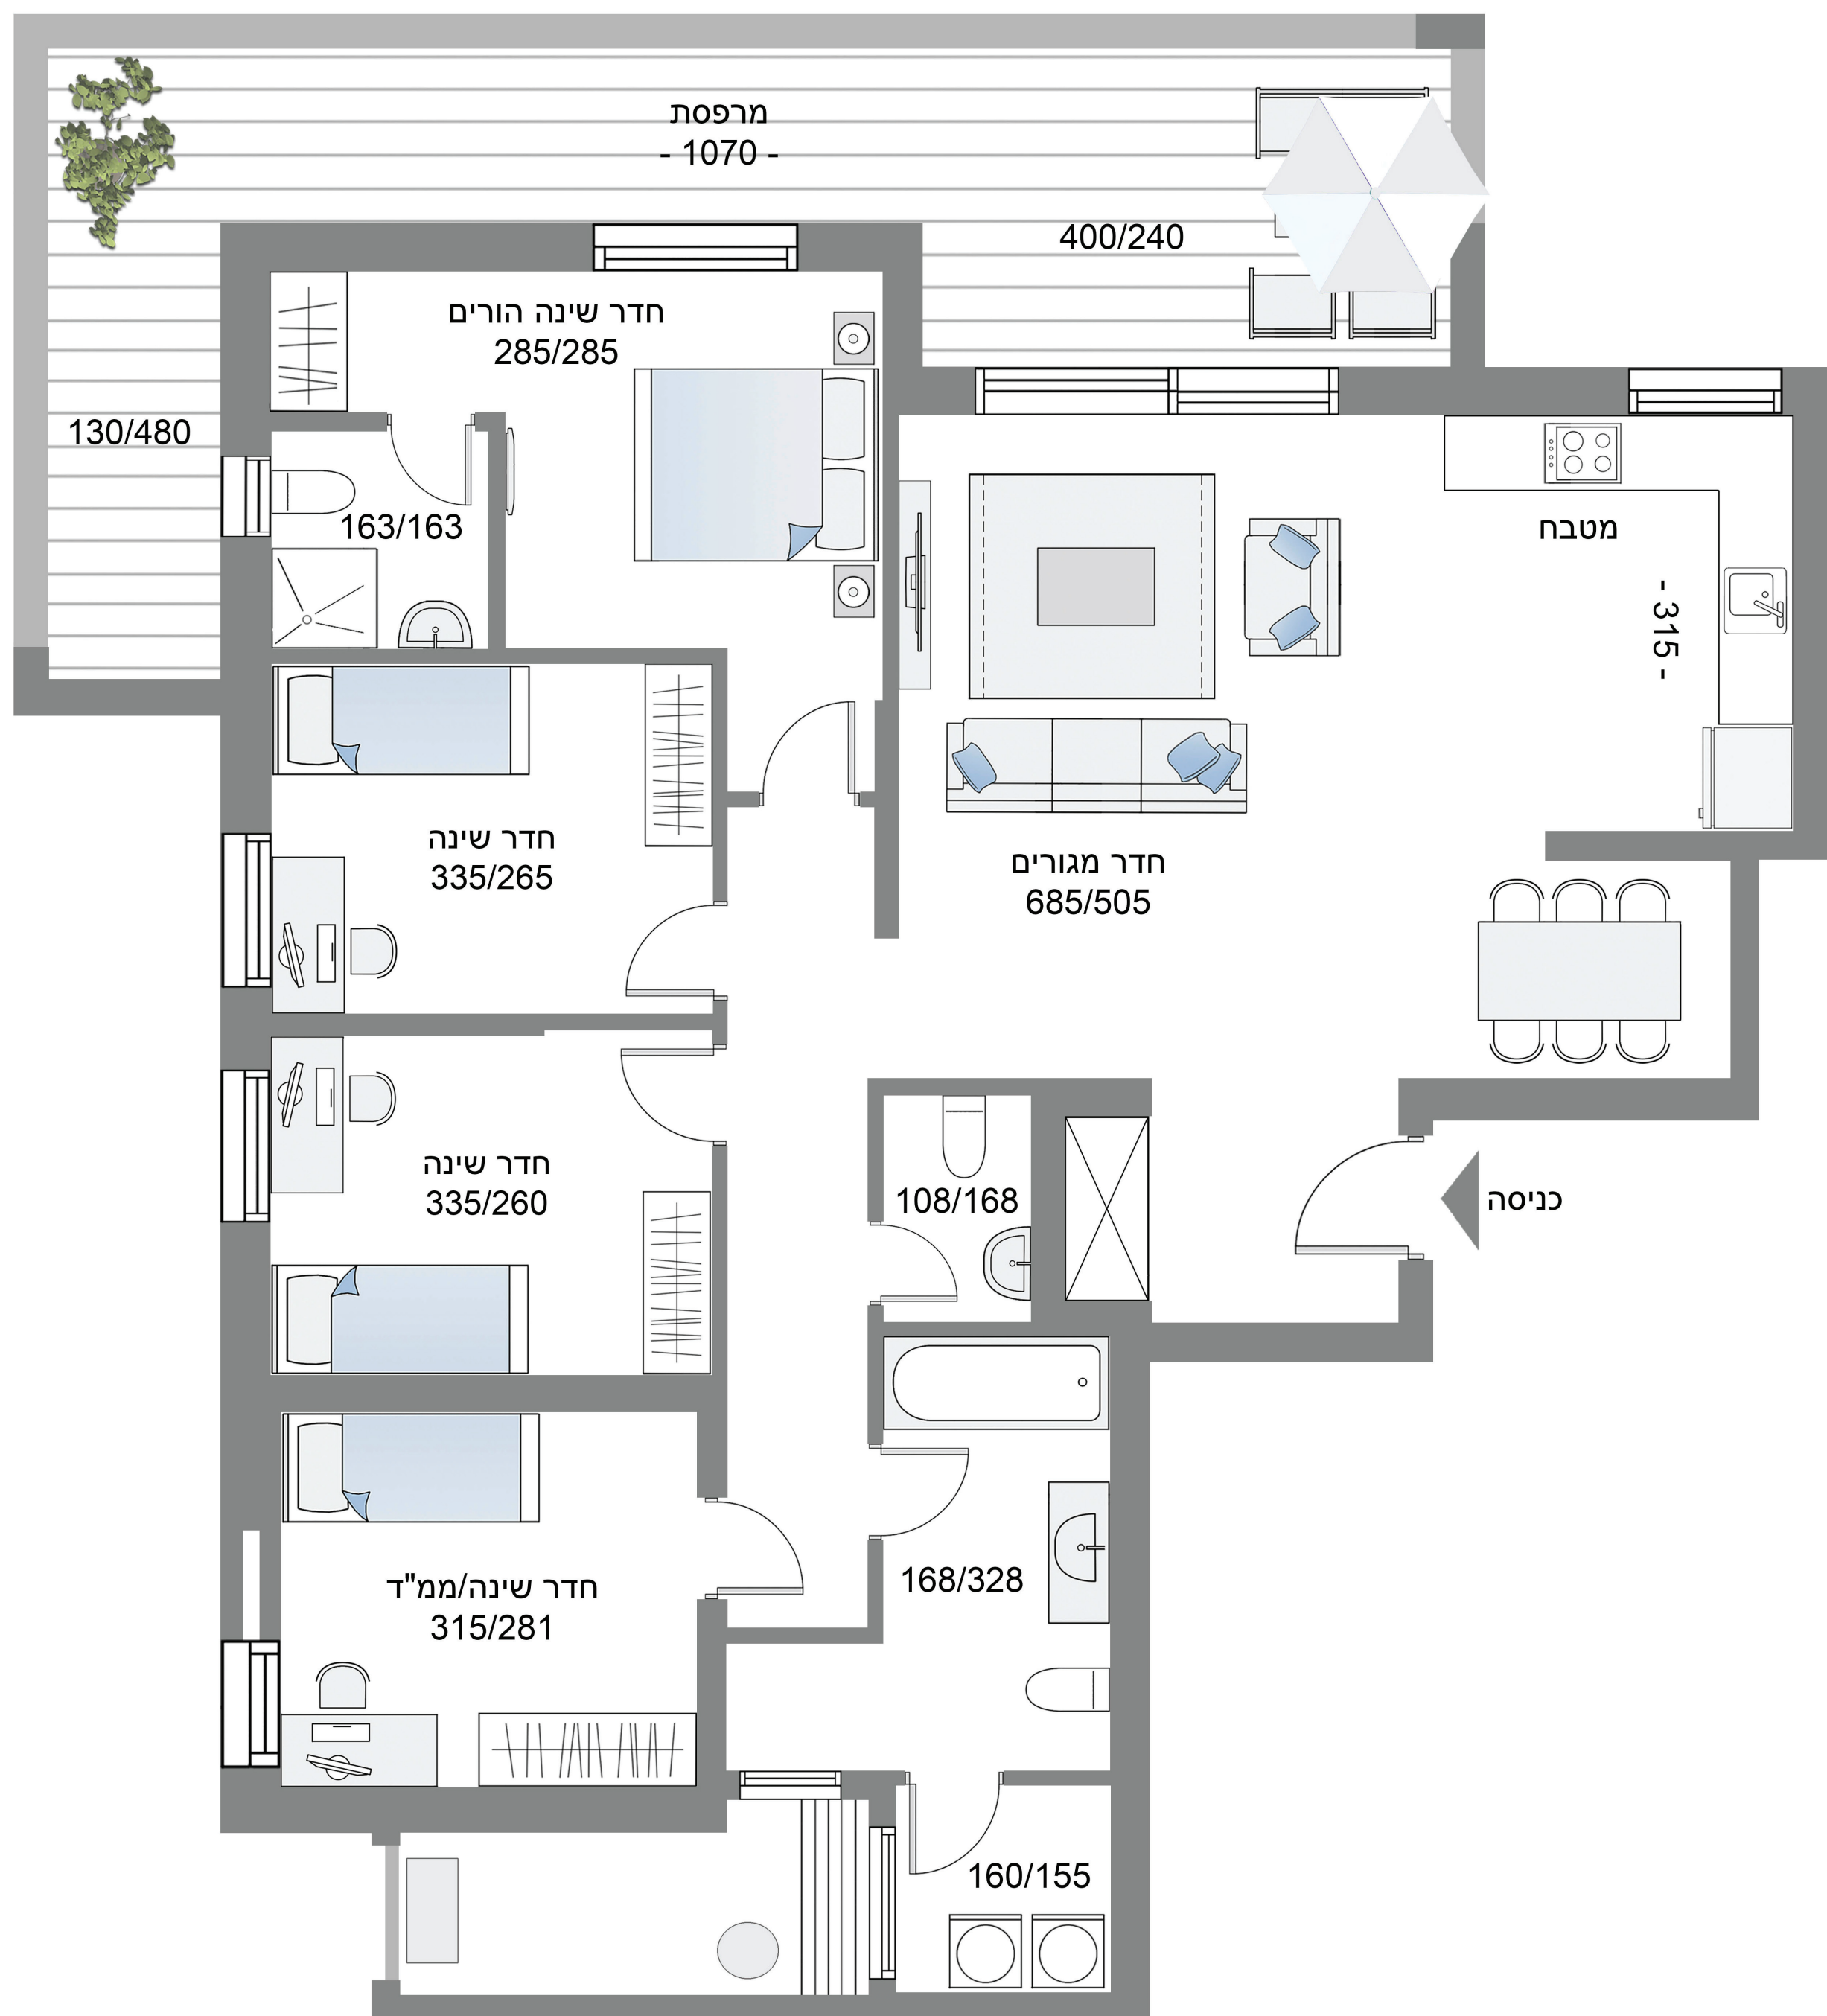 מרפסת
- 1070 -
400/240
חדר שינה הורים
285/285
130/480
163/163
מטבח
- 315 -
חדר שינה
335/265
חדר מגורים
685/505
חדר שינה
335/260
108/168
כניסה
חדר שינה/ממ"ד
315/281
168/328
160/155